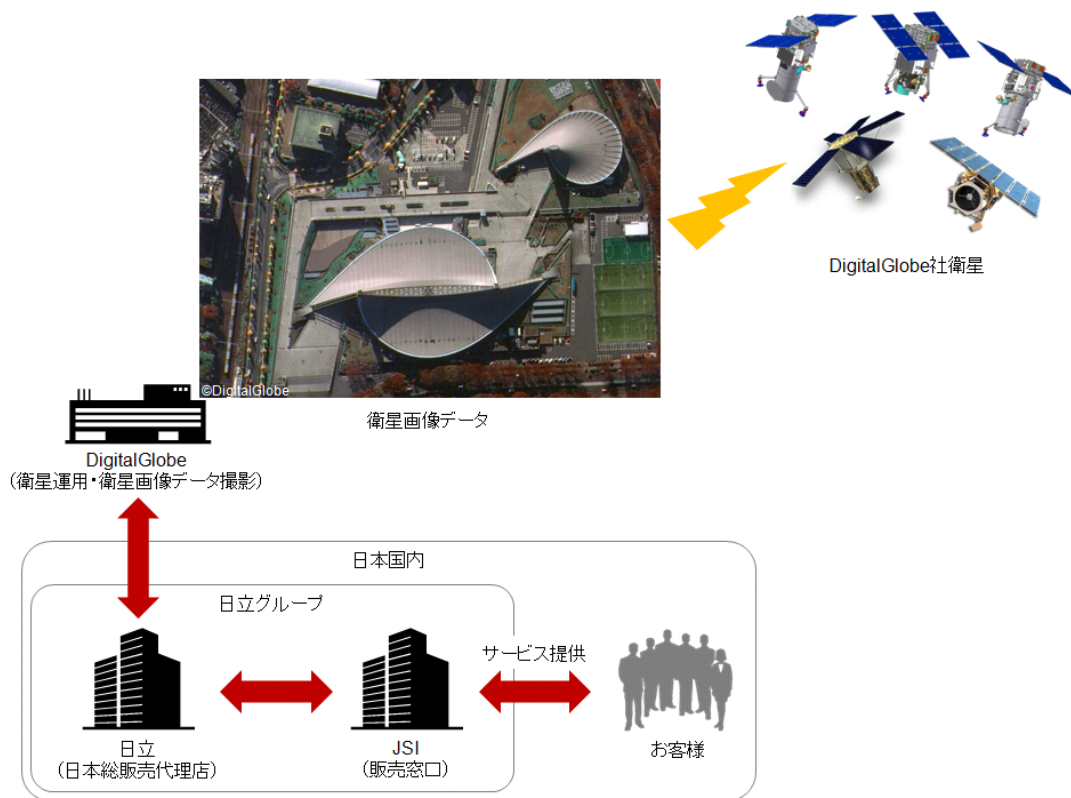 DigitalGlobe社衛星
©DigitalGlobe
衛星画像データ
DigitalGlobe
(衛星運用・衛星画像データ撮影)
日本国内
日立グループ
サービス提供
日立
(日本総販売代理店)
JSI
(販売窓口)
お客様